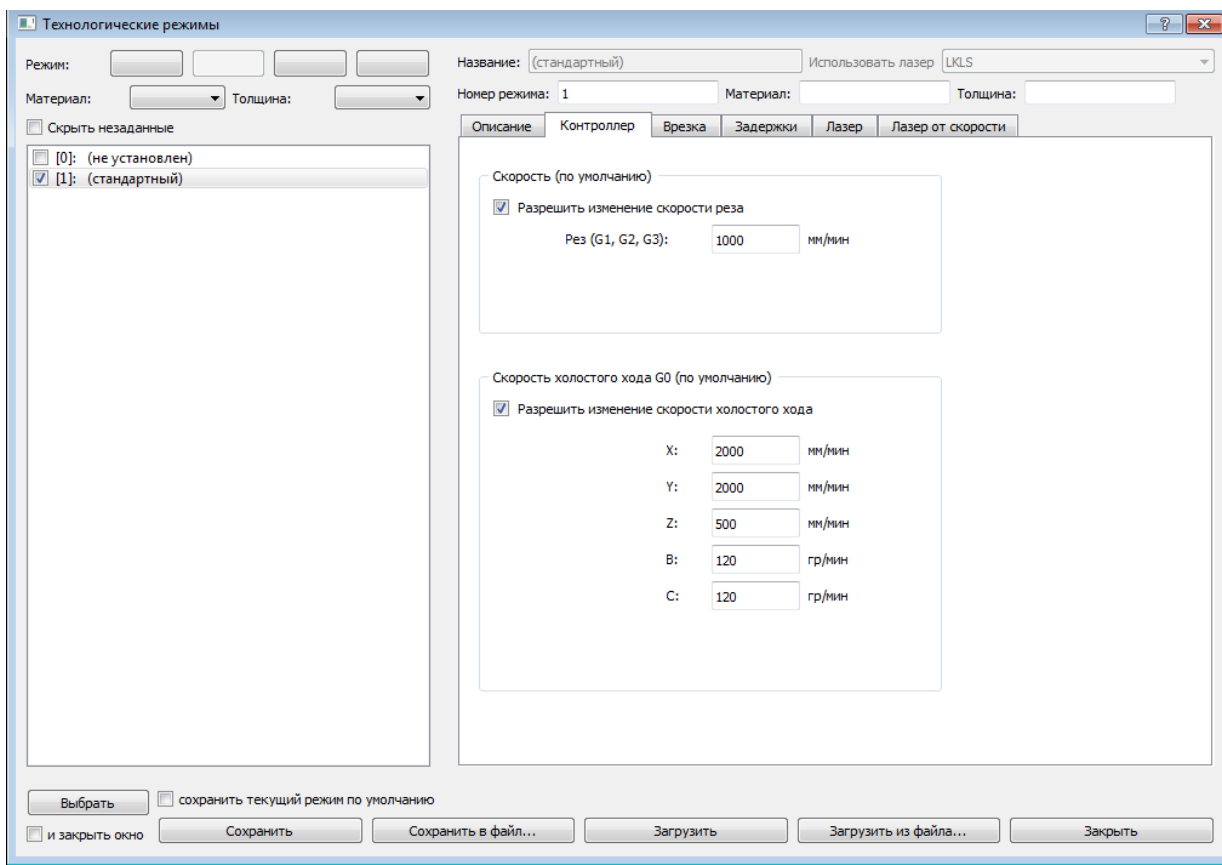 Технологические режимы
Режим:
Материал:
Толщина:
Скрыть незаданные
[0]: (не установлен)
[1]: (стандартный)
Название: (стандартный) Использовать лазер LKLS
Номер режима: 1 Материал: Толщина:
Описание Контроллер Врезка Задержки Лазер Лазер от скорости
Скорость (по умолчанию)
Разрешить изменение скорости реза
Рез (G1, G2, G3): 1000 мм/мин
Скорость холостого хода G0 (по умолчанию)
Разрешить изменение скорости холостого хода
X: 2000 мм/мин
Y: 2000 мм/мин
Z: 500 мм/мин
B: 120 гр/мин
C: 120 гр/мин
Выбрать сохранить текущий режим по умолчанию
и закрыть окно Сохранить Сохранить в файл... Загрузить Загрузить из файла... Закрыть